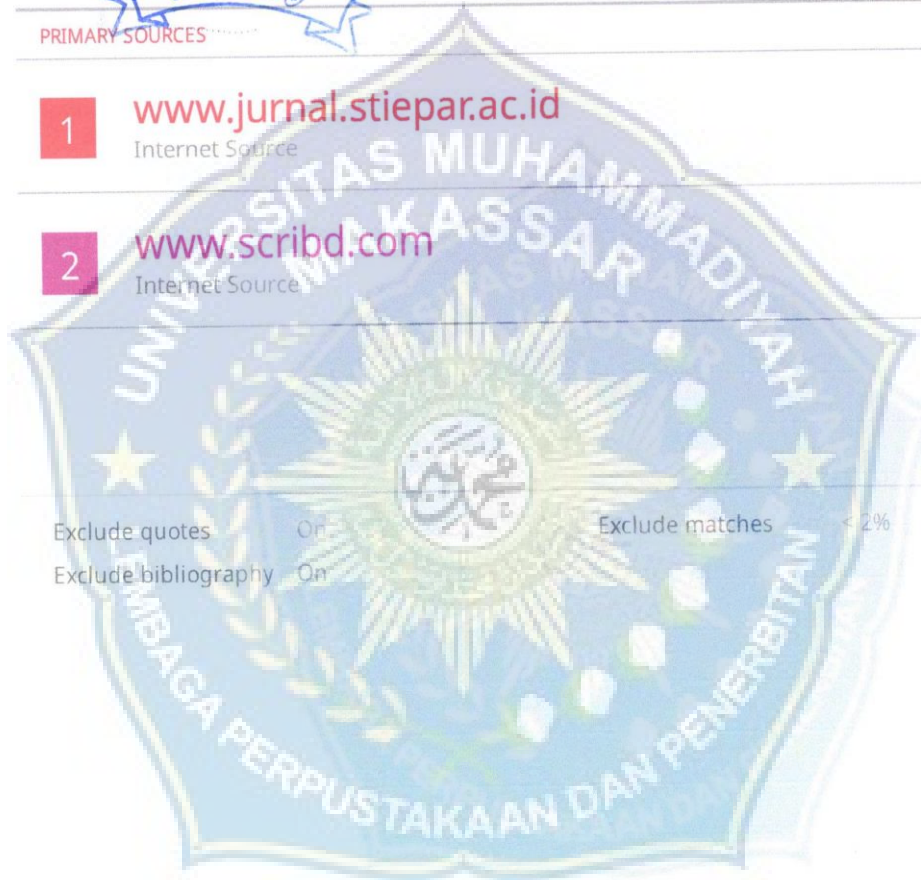 PRIMARY SOURCES
1 www.jurnal.stiepar.ac.id
Internet Source
2 www.scribd.com
Internet Source
UNIVERSITAS MUHAMMADIYAH
MAKASSAR
Exclude quotes On
Exclude matches < 2%
Exclude bibliography On
LEMBAGA PERPUSTAKAAN DAN PENERBITAN